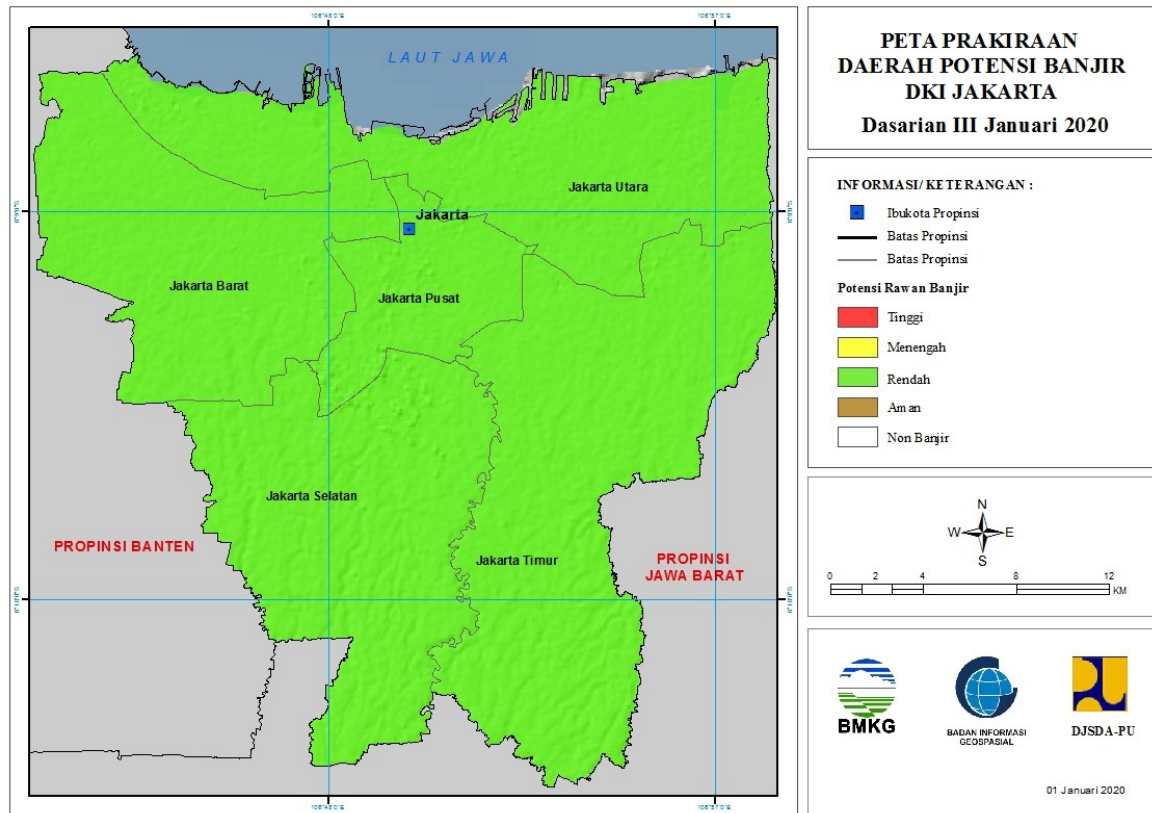 PETA PRAKIRAAN
DAERAH POTENSI BANJIR
DKI JAKARTA
Dasarian III Januari 2020
LAUT JAWA
Jakarta Utara
Jakarta
Jakarta Barat
Jakarta Pusat
Jakarta Selatan
Jakarta Timur
PROPINSI BANTEN
PROPINSI
JAWA BARAT
INFORMASI/ KETERANGAN :
Ibukota Propinsi
Batas Propinsi
Batas Propinsi
Potensi Rawan Banjir
Tinggi
Menengah
Rendah
Aman
Non Banjir
N
W E
S
0 2 4 8 12
KM
BMKG
BADAN INFORMASI
GEOSPASIAL
DJSDA-PU
01 Januari 2020